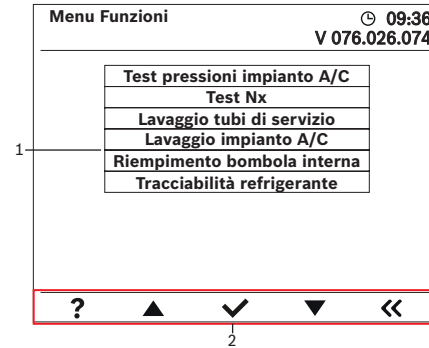 Menu Funzioni
09:36
V 076.026.074
Test pressioni impianto A/C
Test Nx
Lavaggio tubi di servizio
Lavaggio impianto A/C
1
Riempimento bombola interna
Tracciabilità refrigerante
?
2